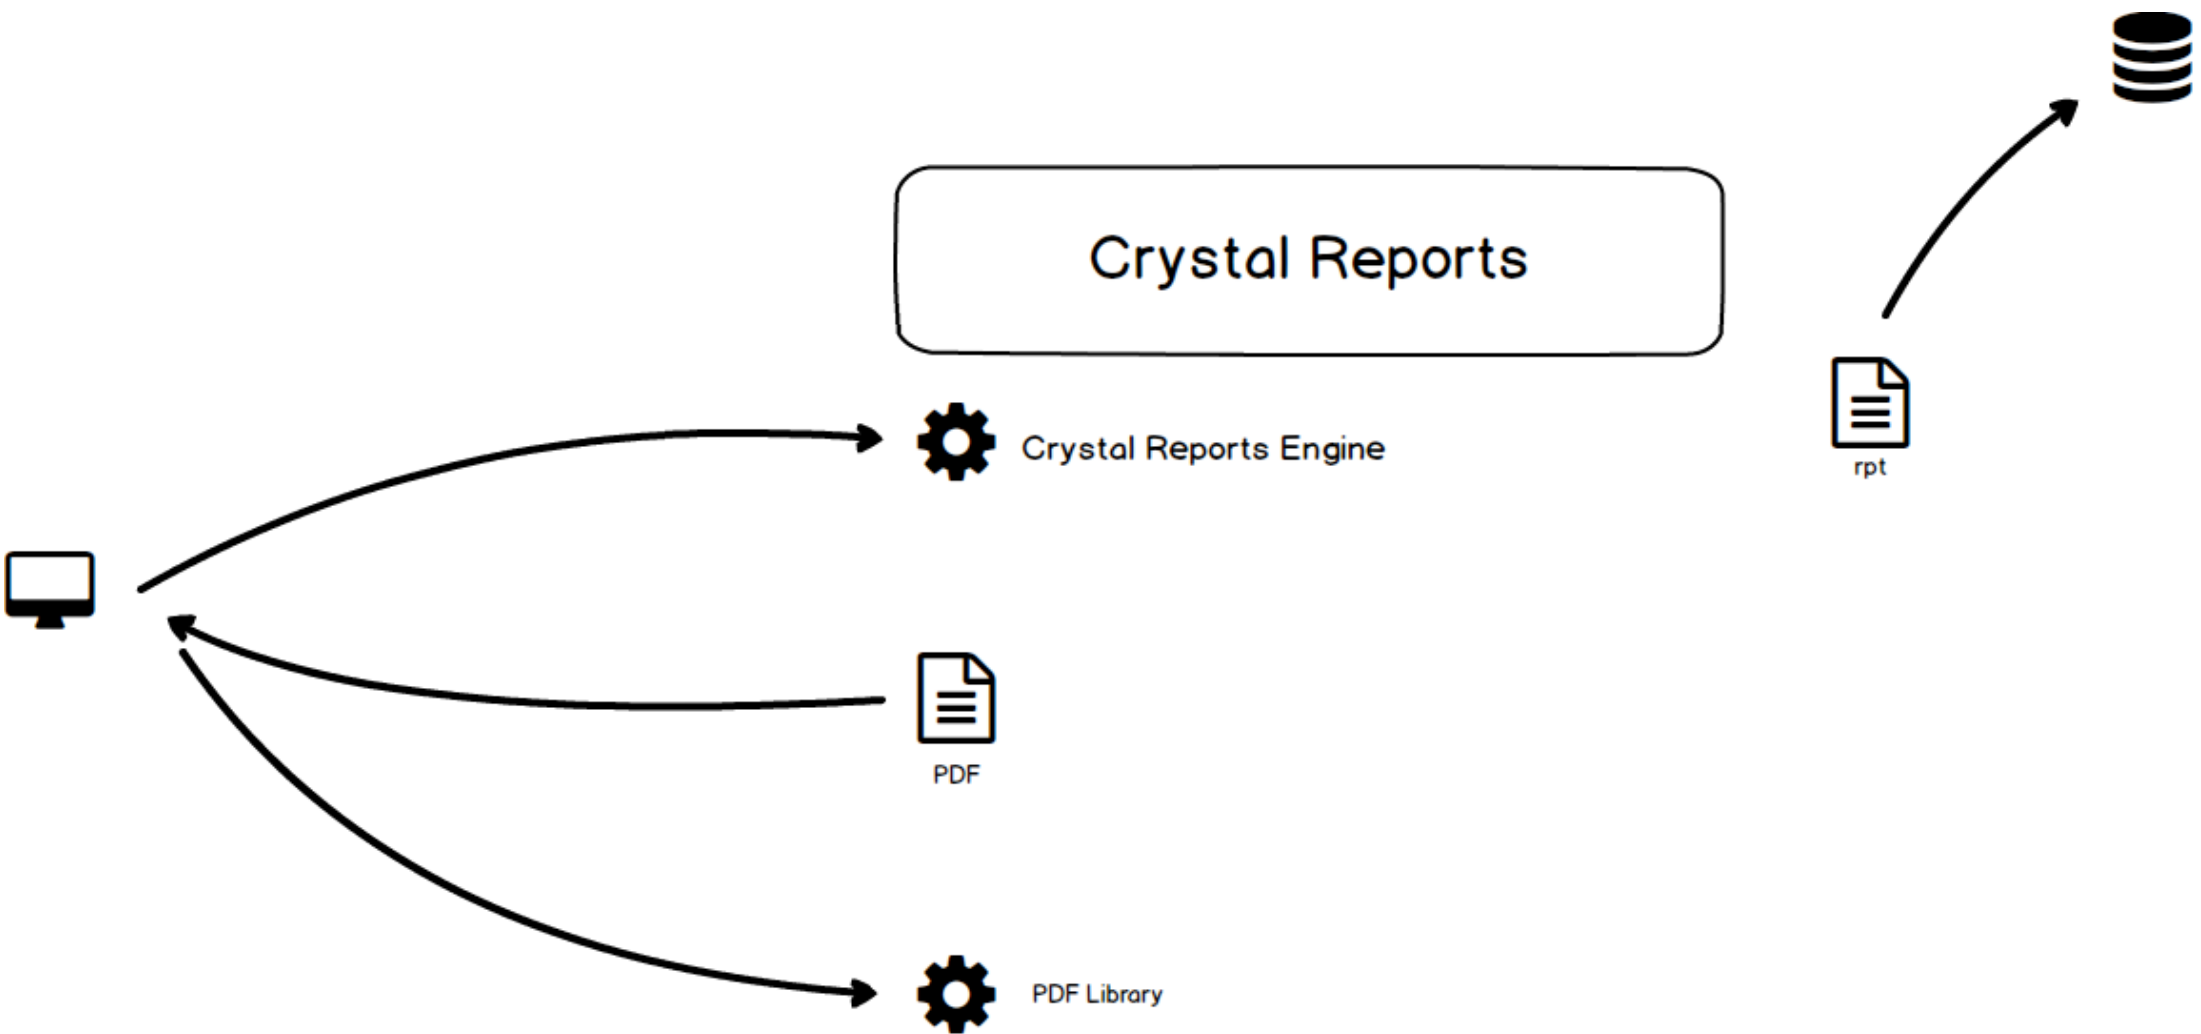 Crystal Reports
Crystal Reports Engine
rpt
PDF
PDF Library